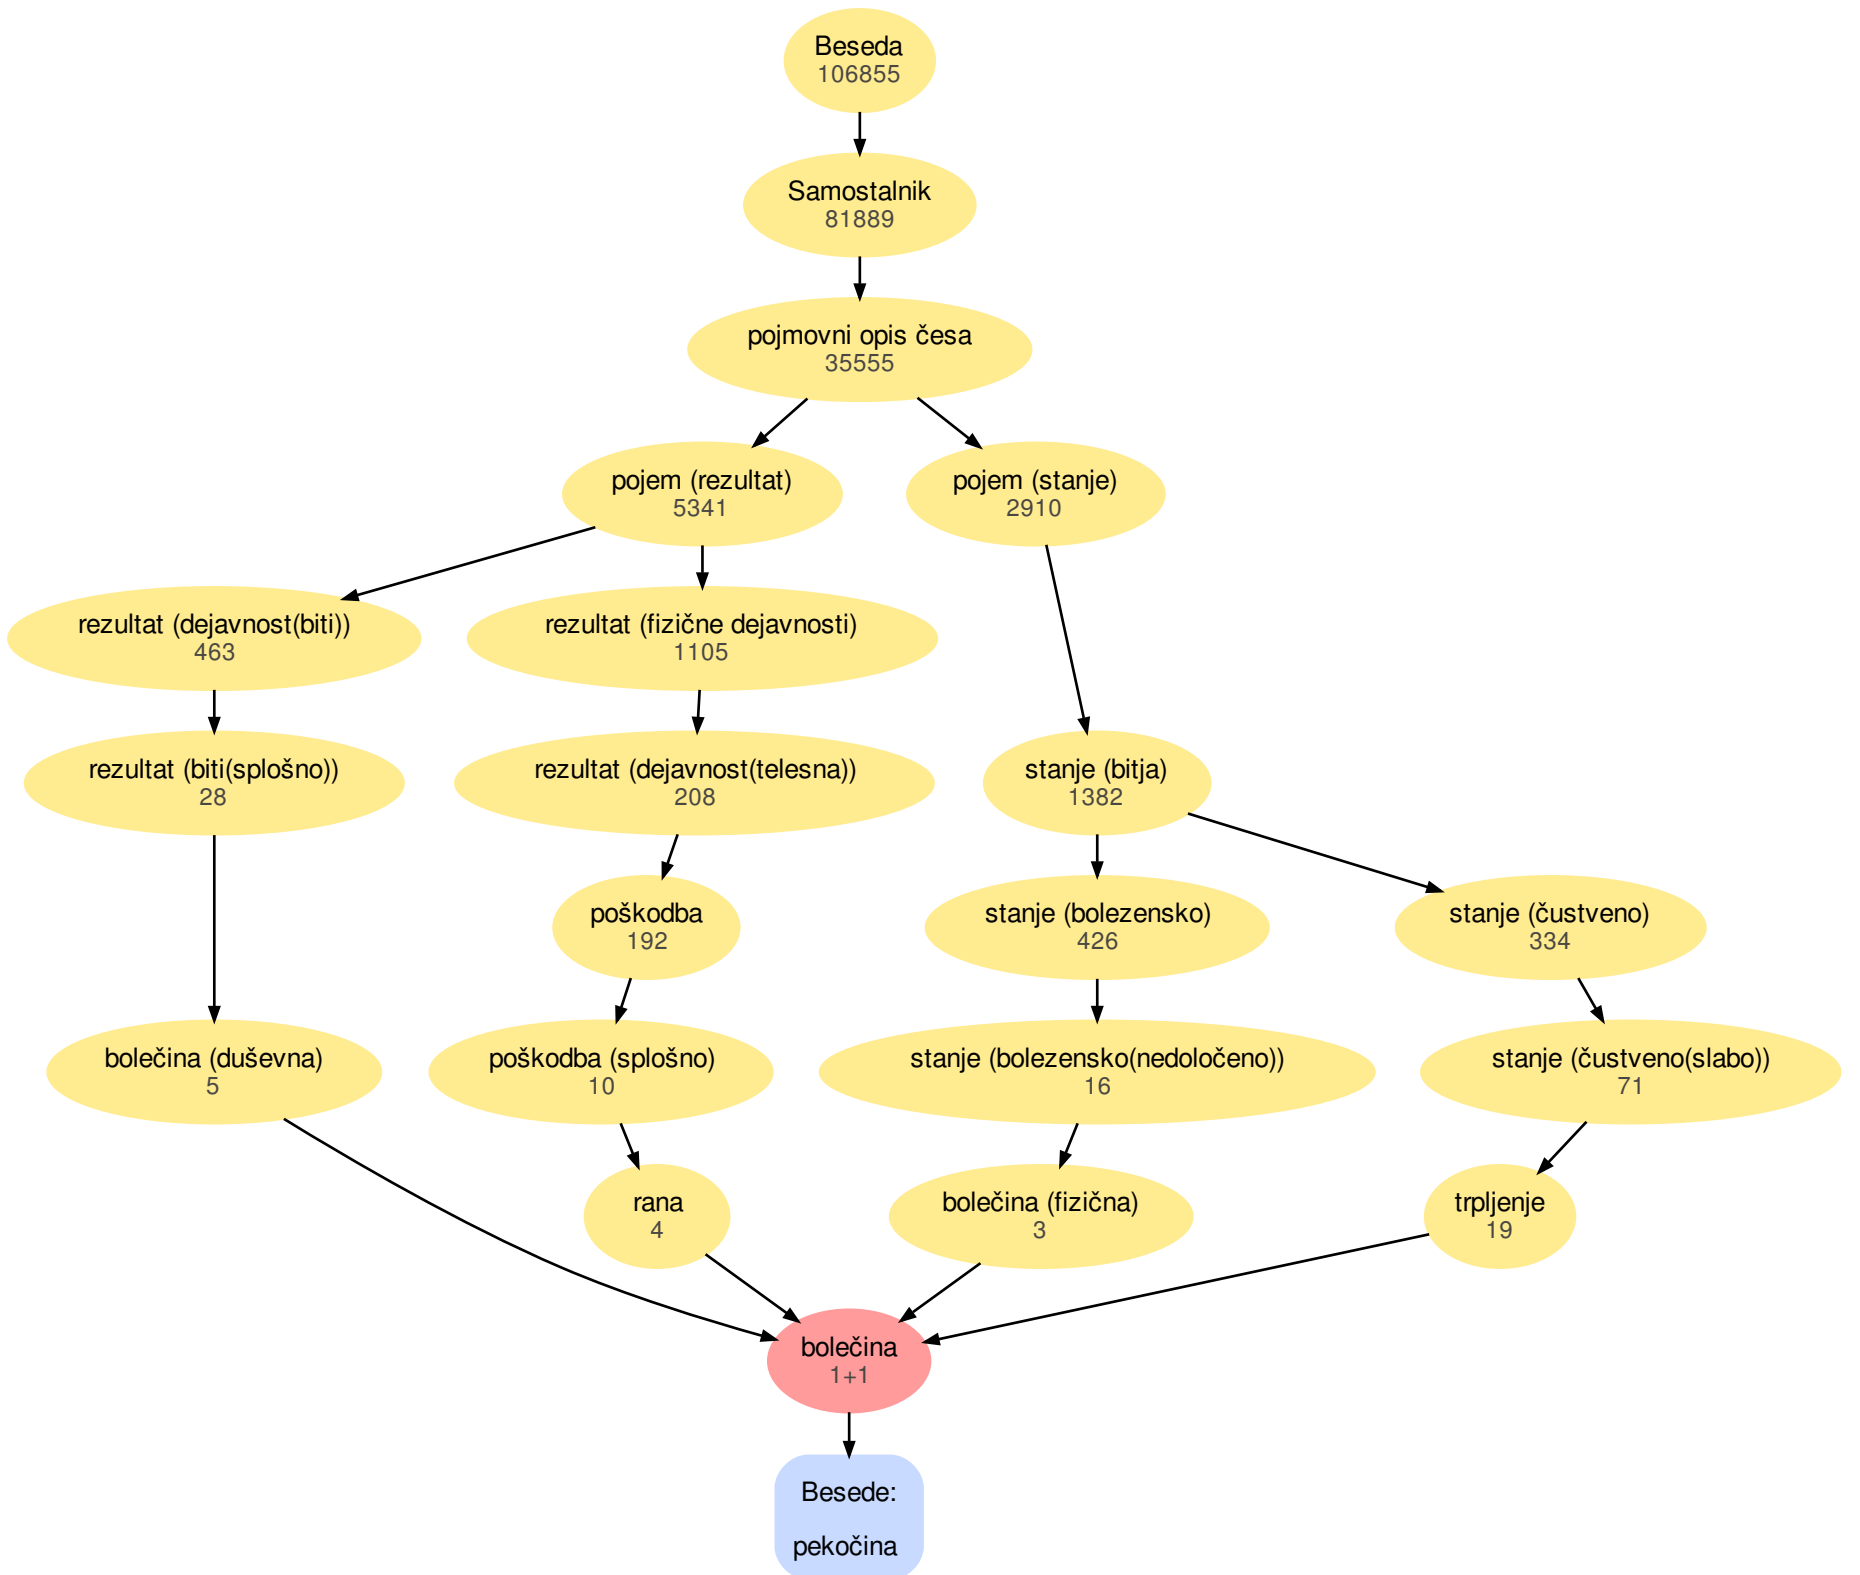 Beseda
106855
Samostalnik
81889
pojmovni opis česa
35555
pojem (rezultat)
5341
pojem (stanje)
2910
rezultat (dejavnost(biti))
463
rezultat (fizične dejavnosti)
1105
rezultat (biti(splošno))
28
rezultat (dejavnost(telesna))
208
stanje (bitja)
1382
poškodba
192
stanje (bolezensko)
426
stanje (čustveno)
334
bolečina (duševna)
5
poškodba (splošno)
10
stanje (bolezensko(nedoločeno))
16
stanje (čustveno(slabo))
71
rana
4
bolečina (fizična)
3
trpljenje
19
bolečina
1+1
Besede:
pekočina